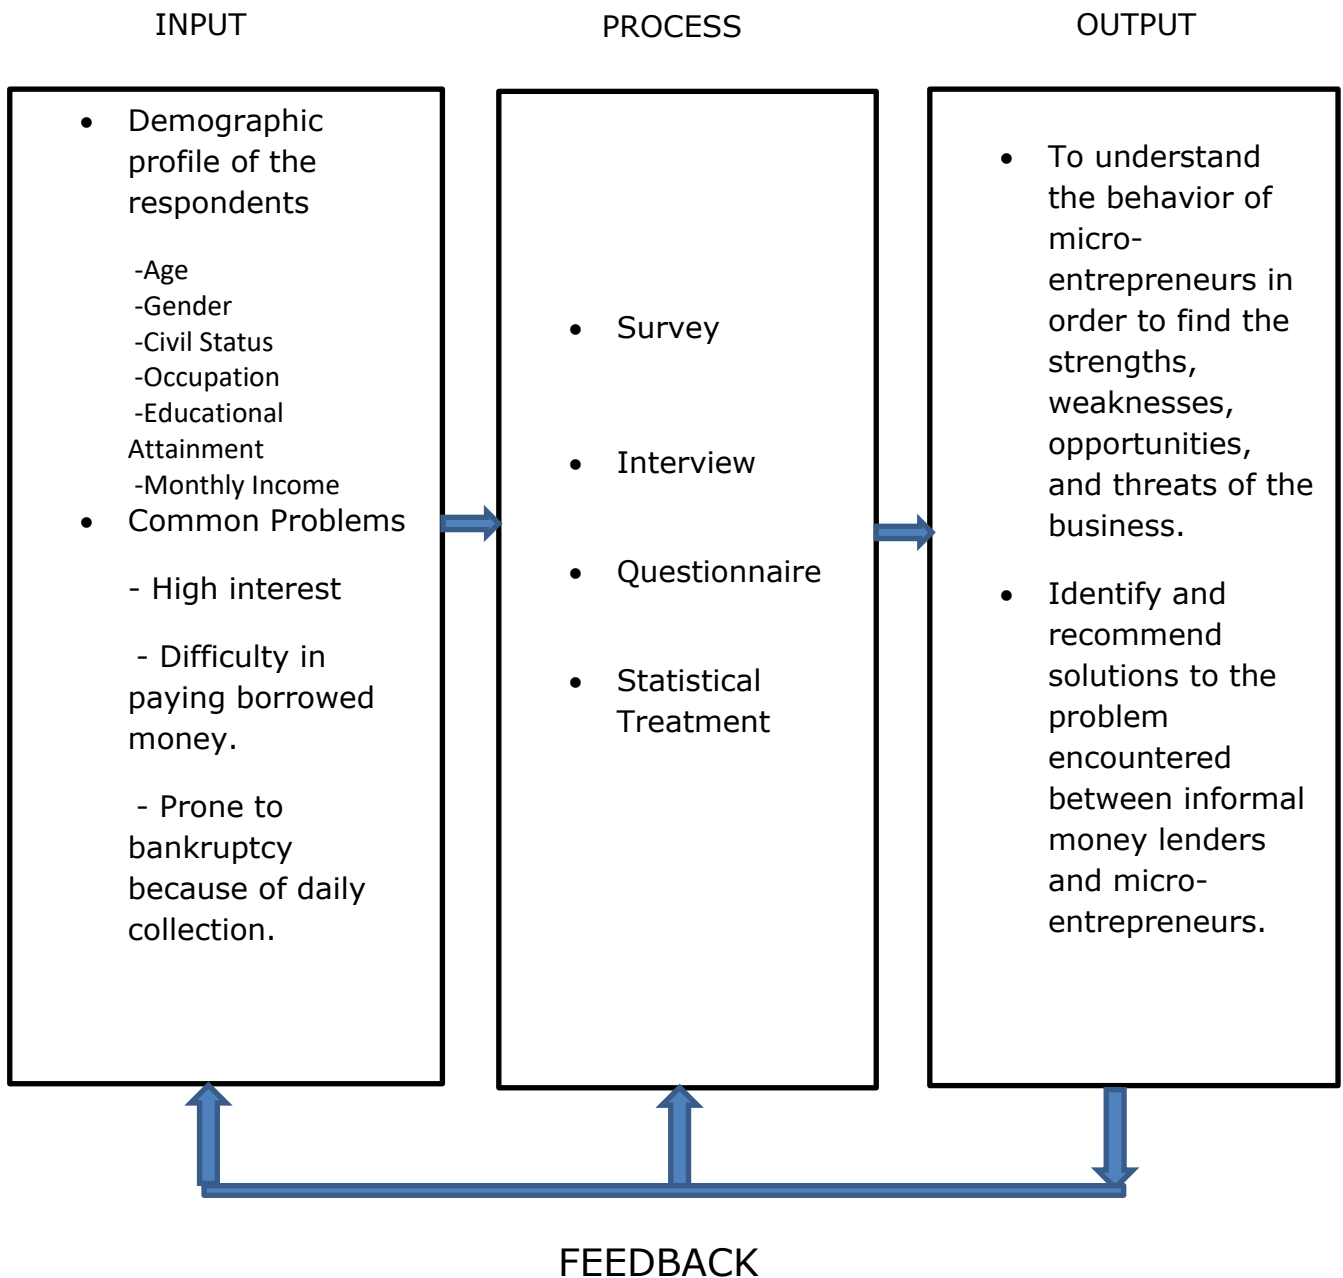 INPUT
PROCESS
OUTPUT
• Demographic
profile of the
respondents
-Age
-Gender
-Civil Status
-Occupation
-Educational
Attainment
-Monthly Income
• Common Problems
- High interest
- Difficulty in
paying borrowed
money.
- Prone to
bankruptcy
because of daily
collection.
• Survey
• Interview
• Questionnaire
• Statistical
Treatment
• To understand
the behavior of
micro-
entrepreneurs in
order to find the
strengths,
weaknesses,
opportunities,
and threats of the
business.
• Identify and
recommend
solutions to the
problem
encountered
between informal
money lenders
and micro-
entrepreneurs.
FEEDBACK